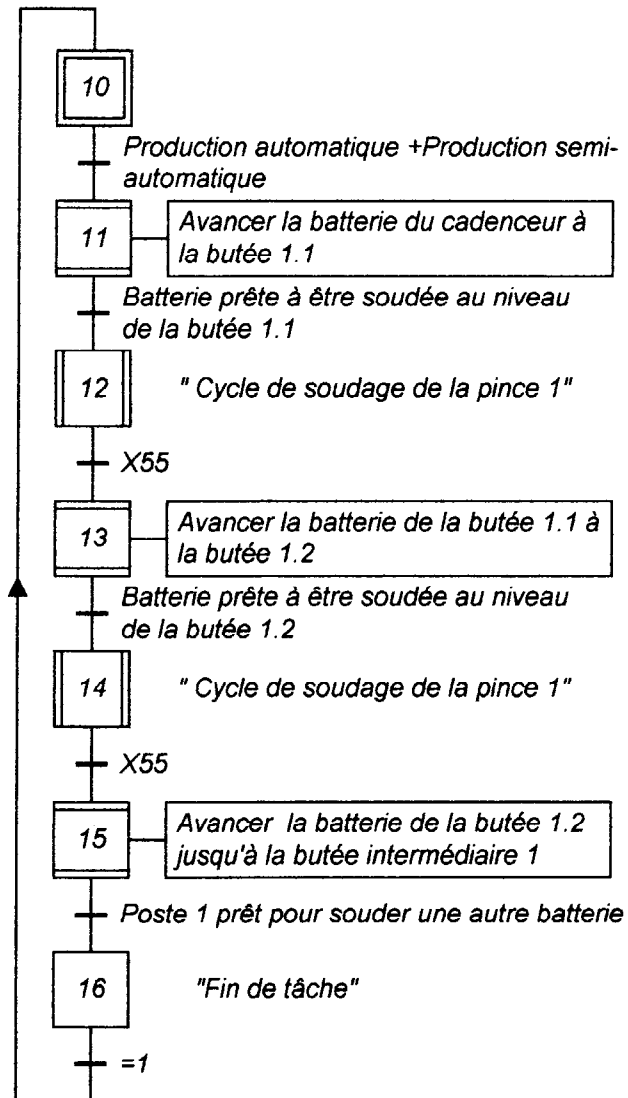 10
Production automatique +Production semi-
automatique
11
Avancer la batterie du cadenceur à
la butée 1.1
Batterie prête à être soudée au niveau
de la butée 1.1
12
" Cycle de soudage de la pince 1"
X55
13
Avancer la batterie de la butée 1.1 à
la butée 1.2
Batterie prête à être soudée au niveau
de la butée 1.2
14
" Cycle de soudage de la pince 1"
X55
15
Avancer la batterie de la butée 1.2
jusqu'à la butée intermédiaire 1
Poste 1 prêt pour souder une autre batterie
16
"Fin de tâche"
=1